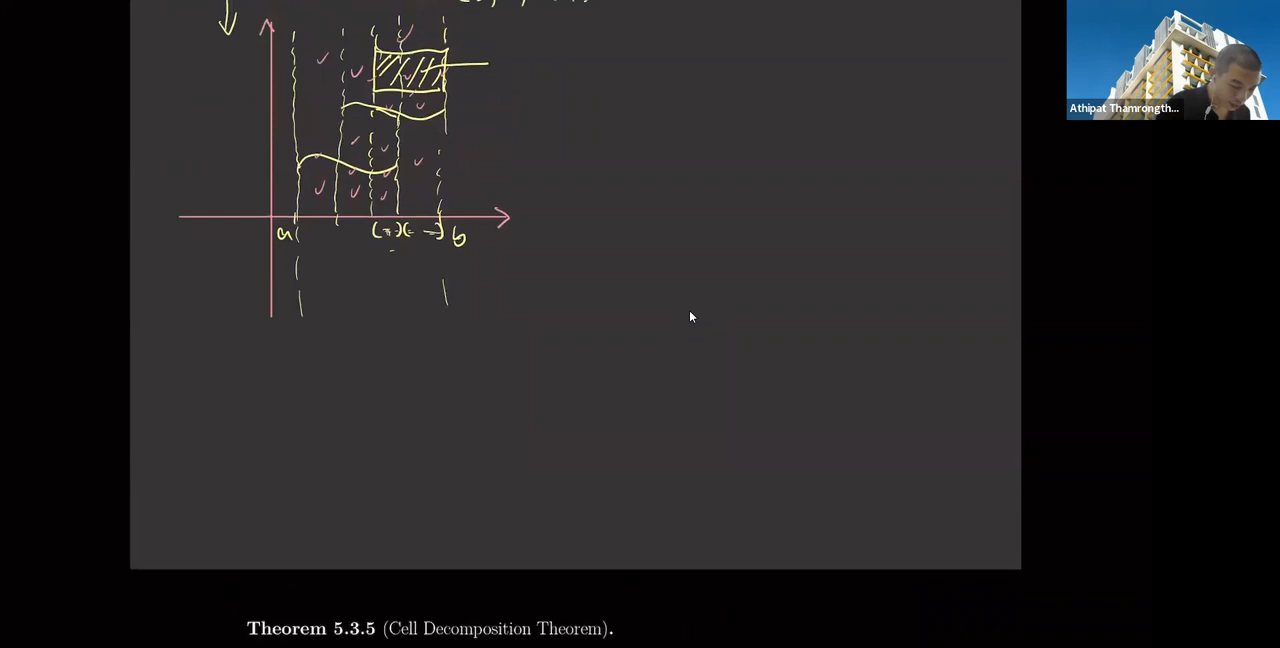 Athipat Thamrongth...
a
b
Theorem 5.3.5 (Cell Decomposition Theorem).